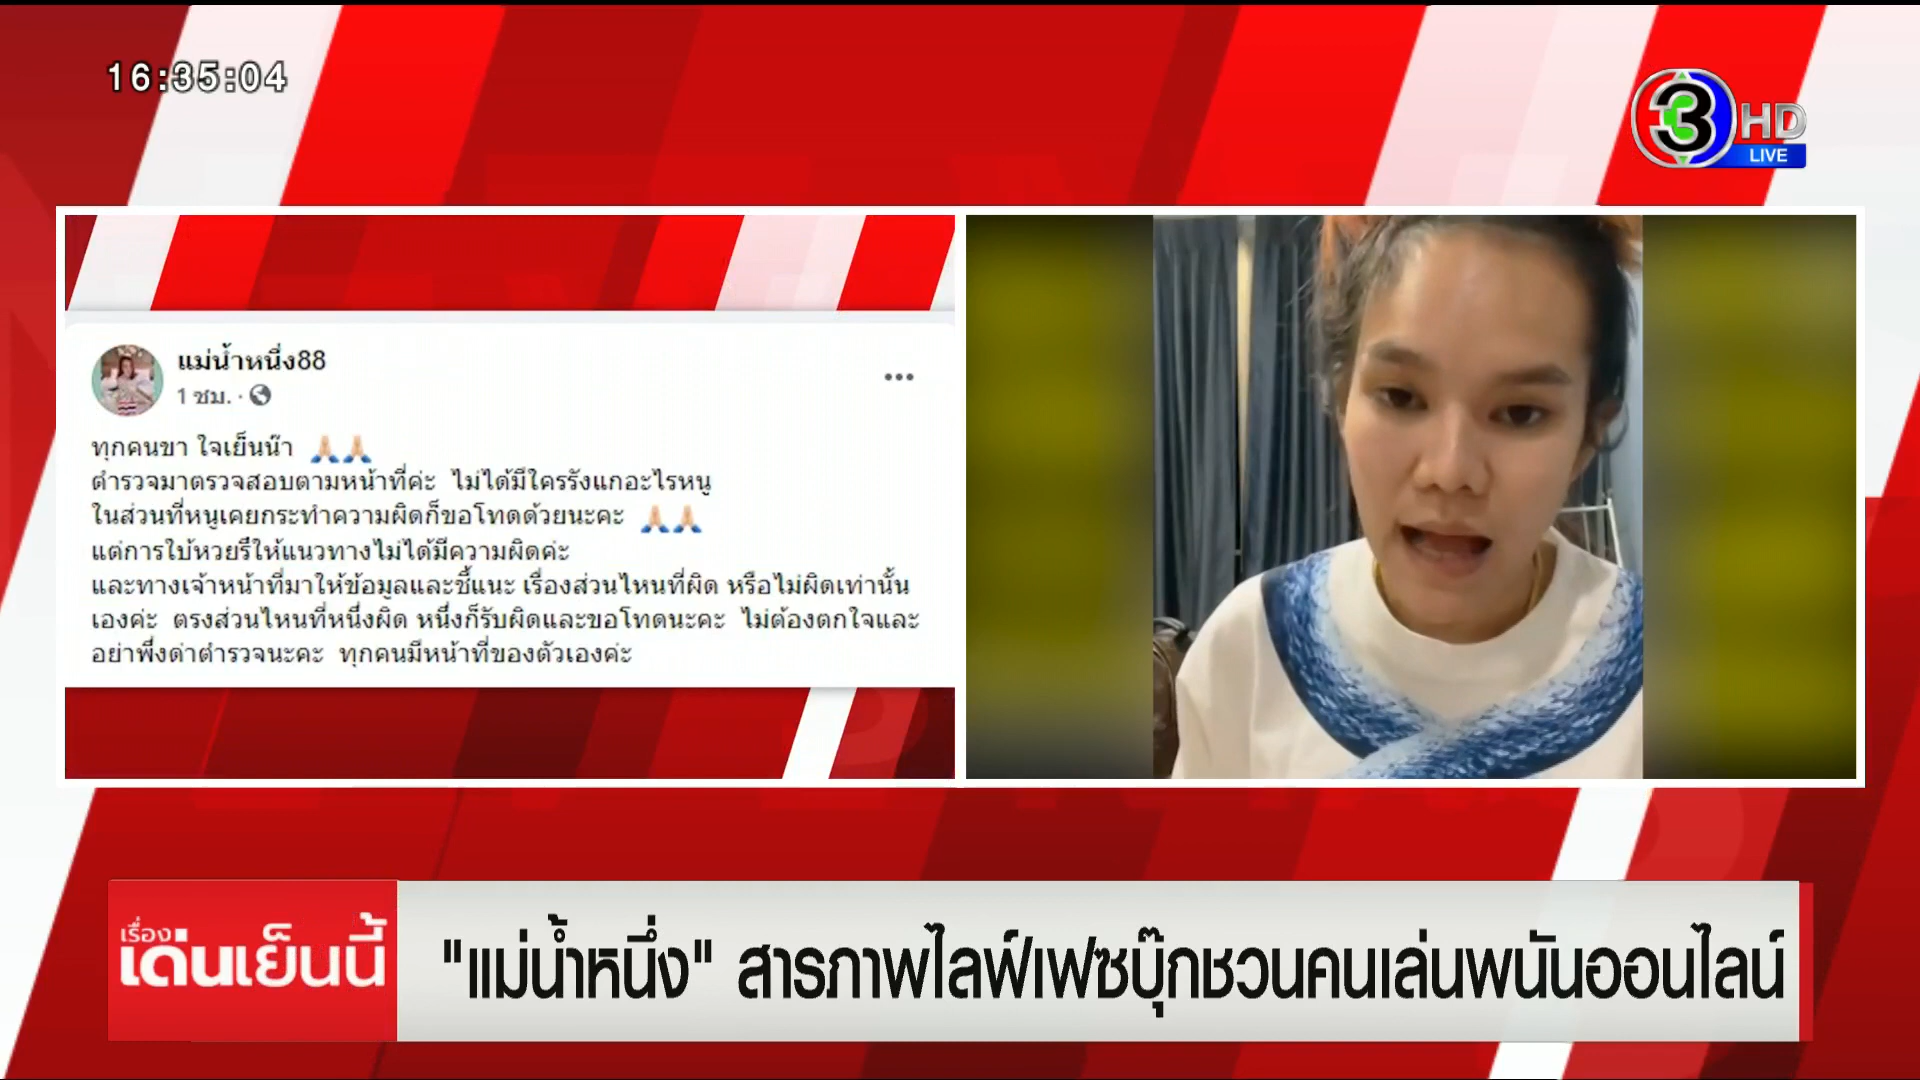 16:35:04
3 HD
LIVE
แม่น้ำหนึ่ง88
1 ชม. ·
ทุกคนขา ใจเย็นน๊า 🙏🏻🙏🏻
ตำรวจมาตรวจสอบตามหน้าที่ค่ะ ไม่ได้มีใครรังแกอะไรหนู
ในส่วนที่หนูเคยกระทำความผิดก็ขอโทดด้วยนะคะ 🙏🏻🙏🏻
แต่การใบ้หวยรึให้แนวทางไม่ได้มีความผิดค่ะ
และทางเจ้าหน้าที่มาให้ข้อมูลและชี้แนะ เรื่องส่วนไหนที่ผิด หรือไม่ผิดเท่านั้น
เองค่ะ ตรงส่วนไหนที่หนึ่งผิด หนึ่งก็รับผิดและขอโทดนะคะ ไม่ต้องตกใจและ
อย่าพึ่งด่าตำรวจนะคะ ทุกคนมีหน้าที่ของตัวเองค่ะ
เรื่อง
เด่นเย็นนี้
"แม่น้ำหนึ่ง" สารภาพไลฟ์เฟซบุ๊กชวนคนเล่นพนันออนไลน์